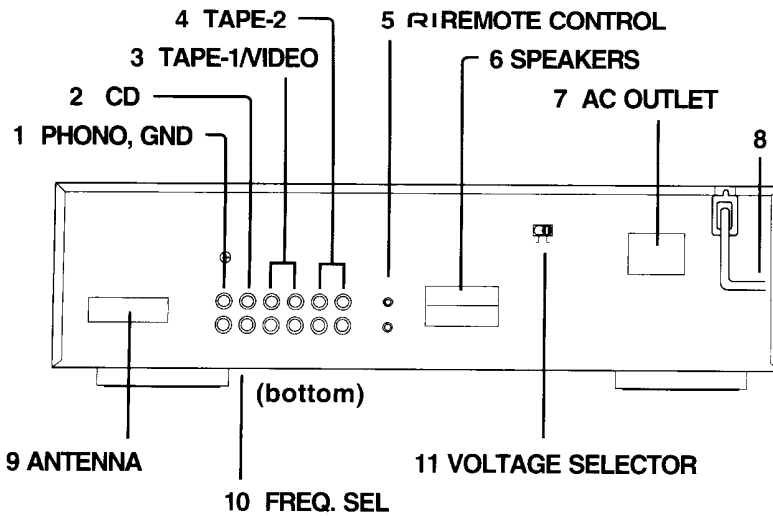 4 TAPE-2
5 RI REMOTE CONTROL
3 TAPE-1/VIDEO
6 SPEAKERS
2 CD
7 AC OUTLET
1 PHONO, GND
8
(bottom)
9 ANTENNA
11 VOLTAGE SELECTOR
10 FREQ. SEL